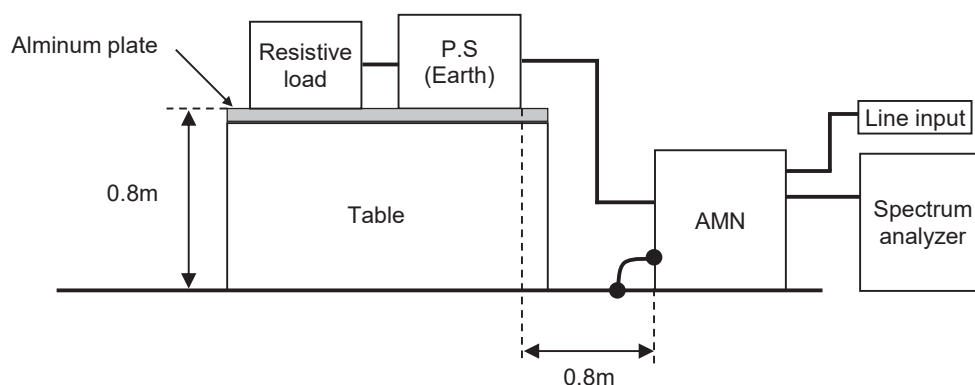 Alminum plate
Resistive
load
P.S
(Earth)
Line input
0.8m
Table
AMN
Spectrum
analyzer
0.8m